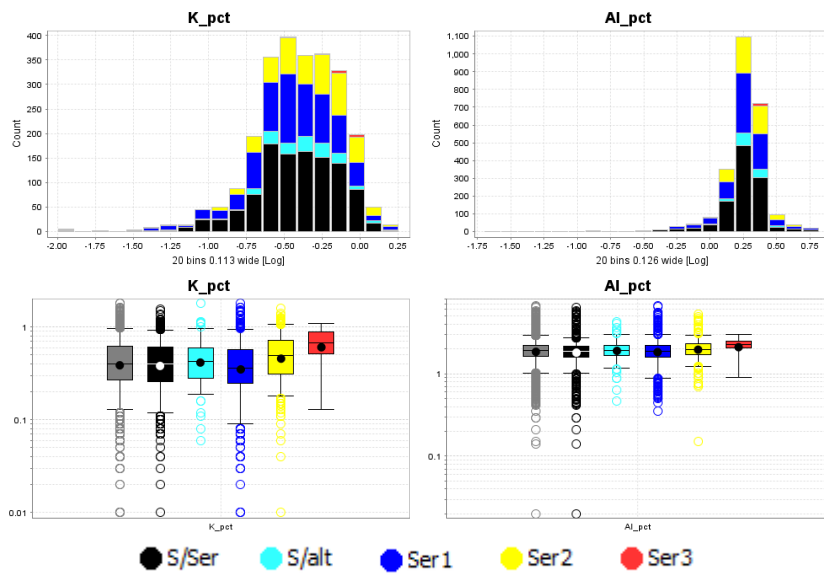 K_pct
Al_pct
400
350
300
250
200
150
100
50
0
Count
-2.00 -1.75 -1.50 -1.25 -1.00 -0.75 -0.50 -0.25 0.00 0.25
20 bins 0.113 wide [Log]
1,100
1,000
900
800
700
600
500
400
300
200
100
0
Count
-1.75 -1.50 -1.25 -1.00 -0.75 -0.50 -0.25 0.00 0.25 0.50 0.75
20 bins 0.126 wide [Log]
K_pct
Al_pct
1
0.1
0.01
K_pct
1
0.1
Al_pct
S/Ser
S/alt
Ser1
Ser2
Ser3